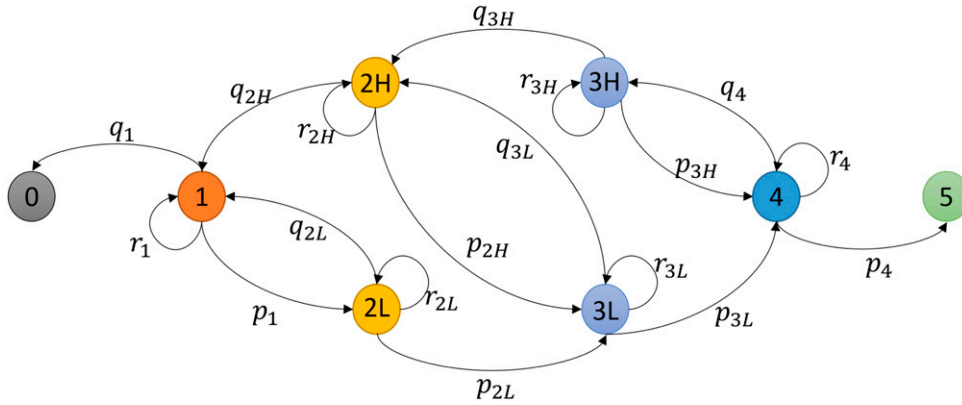 q₃H
2H
3H
r₃H
q₂H
r₂H
q₄
q₁
q₃L
p₃H
r₄
0
1
4
5
r₁
q₂L
p₂H
p₄
r₂L
r₃L
p₁
2L
3L
p₃L
p₂L